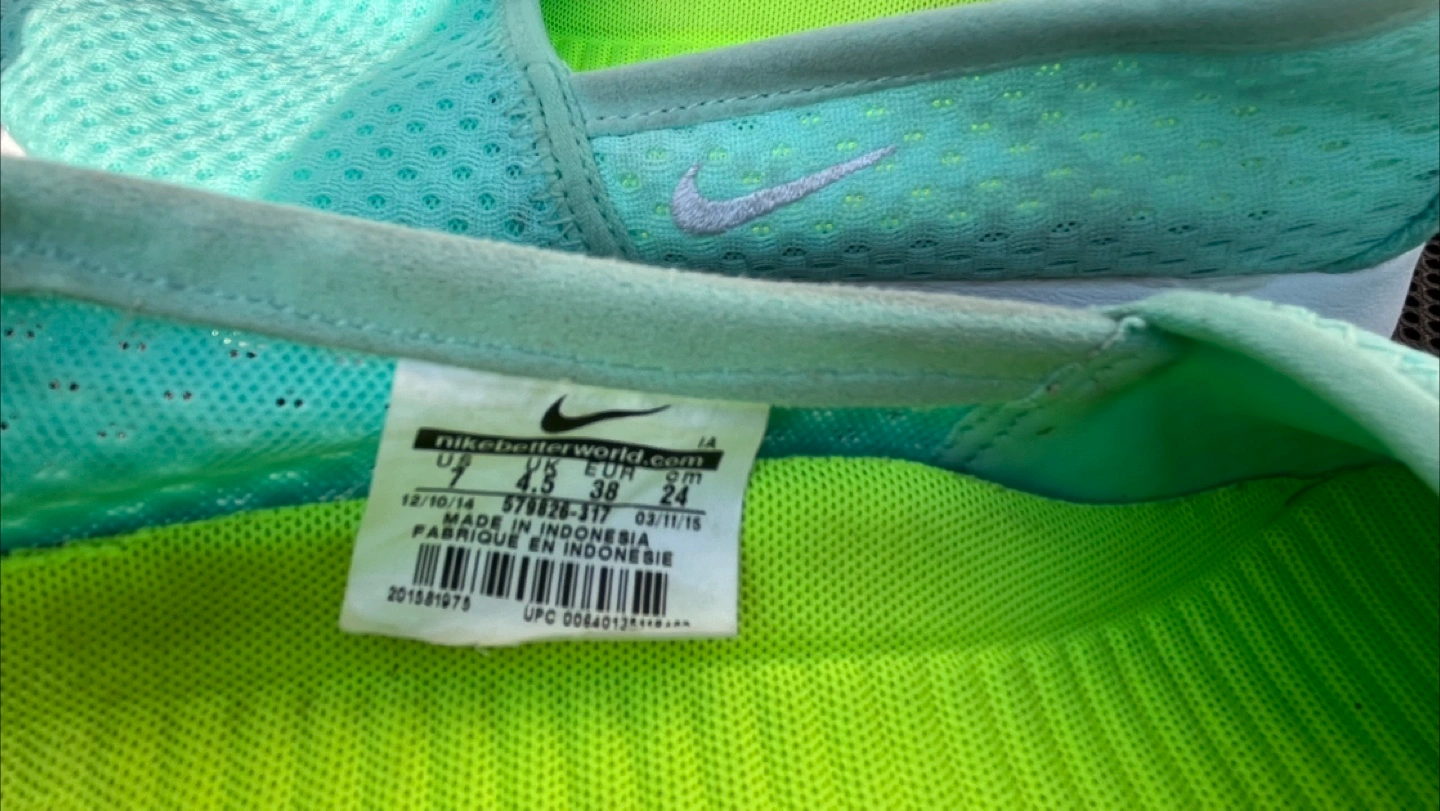 IA
nikebetterworld.com
US UK EUR cm
7 4.5 38 24
12/10/14 579826-317 03/11/15
MADE IN INDONESIA
FABRIQUE EN INDONESIE
201581975
UPC